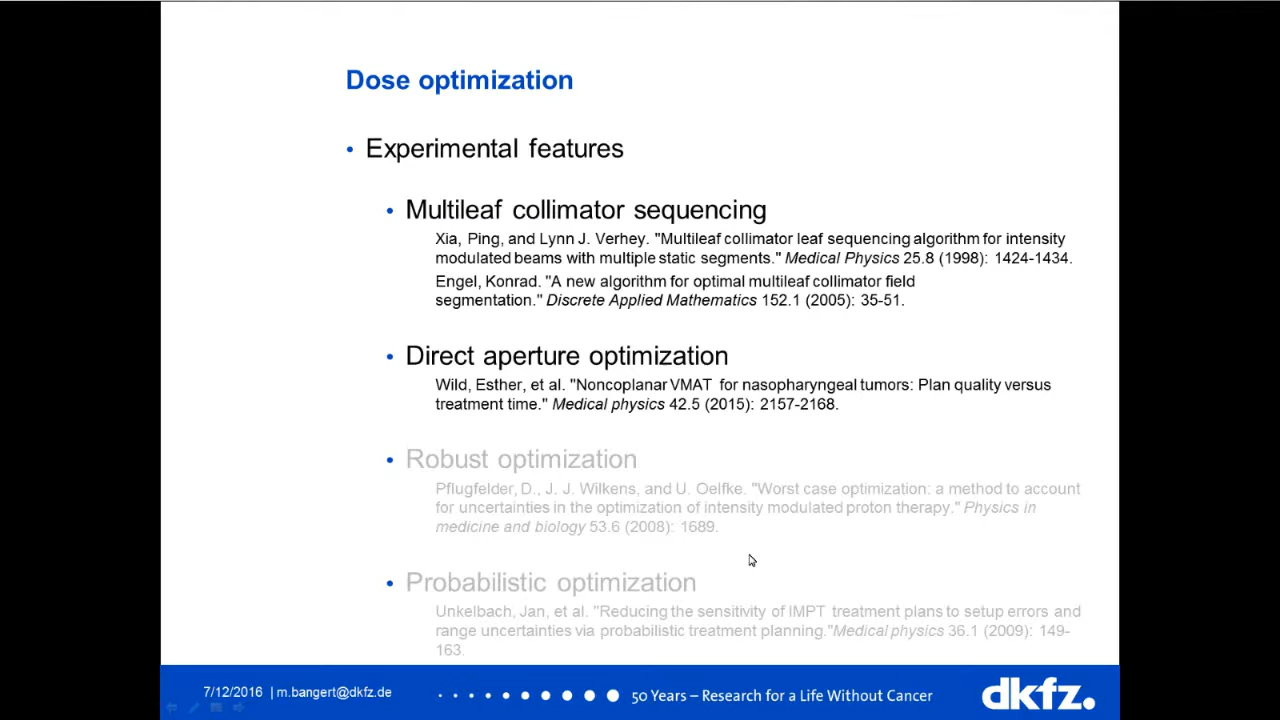 Dose optimization
• Experimental features
• Multileaf collimator sequencing
Xia, Ping, and Lynn J. Verhey. "Multileaf collimator leaf sequencing algorithm for intensity
modulated beams with multiple static segments." Medical Physics 25.8 (1998): 1424-1434.
Engel, Konrad. "A new algorithm for optimal multileaf collimator field
segmentation." Discrete Applied Mathematics 152.1 (2005): 35-51.
• Direct aperture optimization
Wild, Esther, et al. "Noncoplanar VMAT for nasopharyngeal tumors: Plan quality versus
treatment time." Medical physics 42.5 (2015): 2157-2168.
• Robust optimization
Pflugfelder, D., J. J. Wilkens, and U. Oelfke. "Worst case optimization: a method to account
for uncertainties in the optimization of intensity modulated proton therapy." Physics in
medicine and biology 53.6 (2008): 1689.
• Probabilistic optimization
Unkelbach, Jan, et al. "Reducing the sensitivity of IMPT treatment plans to setup errors and
range uncertainties via probabilistic treatment planning."Medical physics 36.1 (2009): 149-
163.
7/12/2016 | m.bangert@dkfz.de
50 Years – Research for a Life Without Cancer
dkfz.